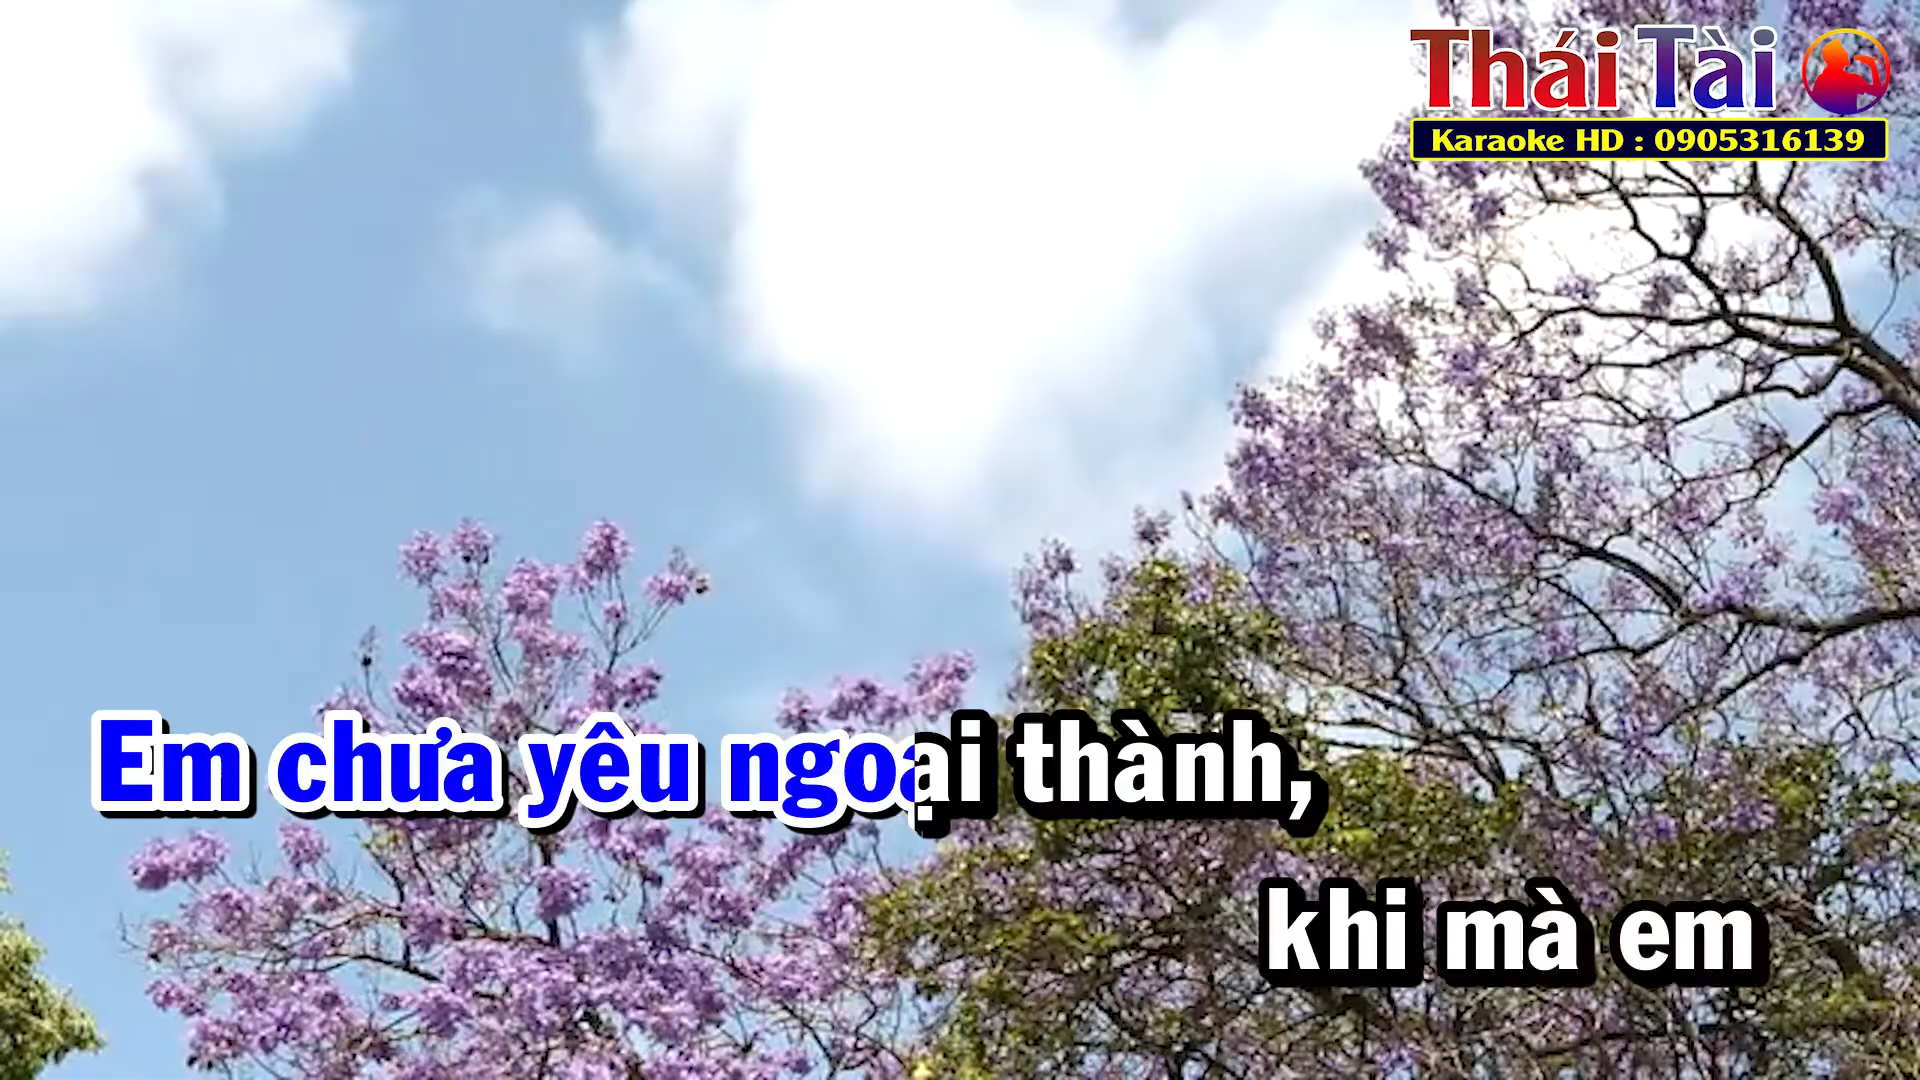 Thái Tài
Karaoke HD : 0905316139
Em chưa yêu ngoại thành,
khi mà em